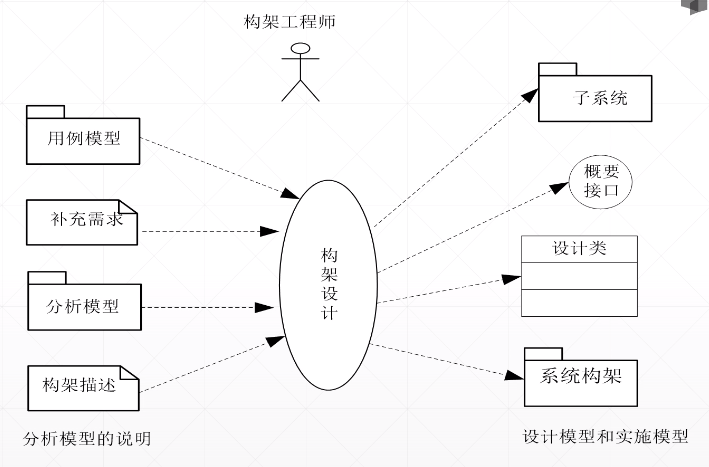 构架工程师
用例模型
补充需求
分析模型
构架描述
分析模型的说明
构
架
设
计
子系统
概要
接口
设计类
系统构架
设计模型和实施模型